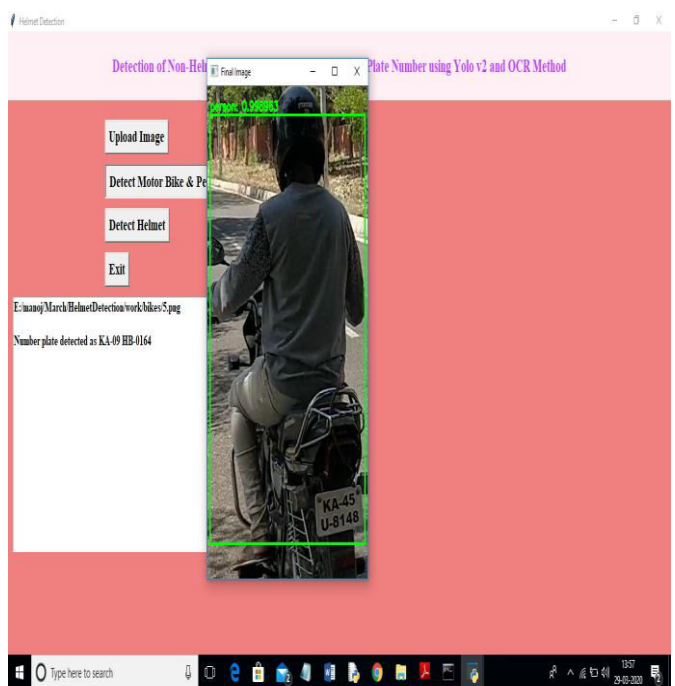 Helmet Detection
Detection of Non-Hel
Plate Number using Yolo v2 and OCR Method
Final Image
person: 0.998983
Upload Image
Detect Motor Bike & Pe
Detect Helmet
Exit
E:/manoj/March/HelmetDetection/work/bikes/5.png
Number plate detected as KA-09 HB-0164
KA-45
U-8148
Type here to search
13:57
29-03-2020